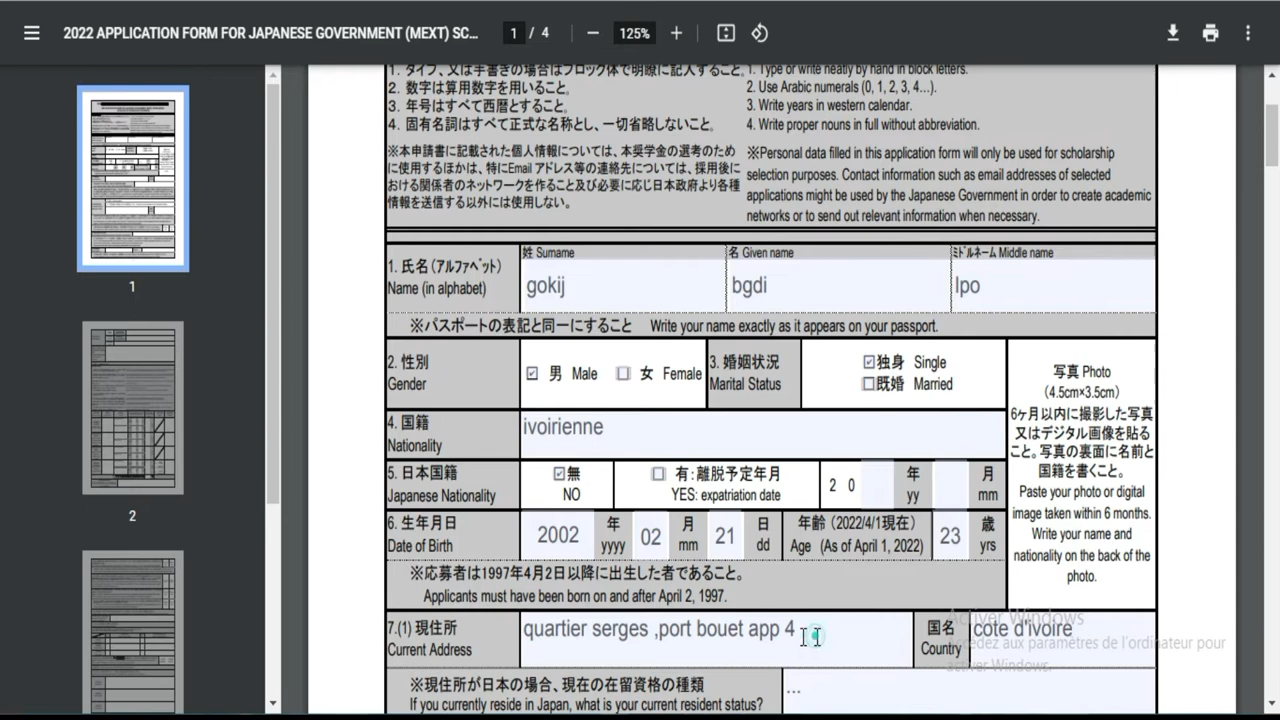 2022 APPLICATION FORM FOR JAPANESE GOVERNMENT (MEXT) SC...
1 / 4
125%
1. タイプ、又は手書きの場合はブロック体で明瞭に記入すること。 1. Type or write neatly by hand in block letters.
2. 数字は算用数字を用いること。 2. Use Arabic numerals (0, 1, 2, 3, 4...).
3. 年号はすべて西暦とすること。 3. Write years in western calendar.
4. 固有名詞はすべて正式な名称とし、一切省略しないこと。 4. Write proper nouns in full without abbreviation.
※本申請書に記載された個人情報については、本奨学金の選考のため
に使用するほかは、特にEmail アドレス等の連絡先については、採用後に
おける関係者のネットワークを作ること及び必要に応じ日本政府より各種
情報を送信する以外には使用しない。
※Personal data filled in this application form will only be used for scholarship
selection purposes. Contact information such as email addresses of selected
applications might be used by the Japanese Government in order to create academic
networks or to send out relevant information when necessary.
1. 氏名(アルファベット)
Name (in alphabet)
姓 Surname
gokij
名 Given name
bgdi
ミドルネーム Middle name
lpo
※パスポートの表記と同一にすること Write your name exactly as it appears on your passport.
2. 性別
Gender
男 Male 女 Female
3. 婚姻状況
Marital Status
独身 Single
既婚 Married
写真 Photo
(4.5cm×3.5cm)
6ヶ月以内に撮影した写真
又はデジタル画像を貼る
こと。写真の裏面に名前と
国籍を書くこと。
Paste your photo or digital
image taken within 6 months.
Write your name and
nationality on the back of the
photo.
4. 国籍
Nationality
ivoirienne
5. 日本国籍
Japanese Nationality
無
NO
有:離脱予定年月
YES: expatriation date
2 0
年
yy
月
mm
6. 生年月日
Date of Birth
2002
年
yyyy
02
月
mm
21
日
dd
年齢 (2022/4/1現在)
Age (As of April 1, 2022)
23
歳
yrs
※応募者は1997年4月2日以降に出生した者であること。
Applicants must have been born on and after April 2, 1997.
7.(1) 現住所
Current Address
quartier serges ,port bouet app 4
国名
Country
cote d'ivoire
Activer Windows
Accédez aux paramètres de l'ordinateur pour
activer Windows.
※現住所が日本の場合、現在の在留資格の種類
If you currently reside in Japan, what is your current resident status?
...
1
2